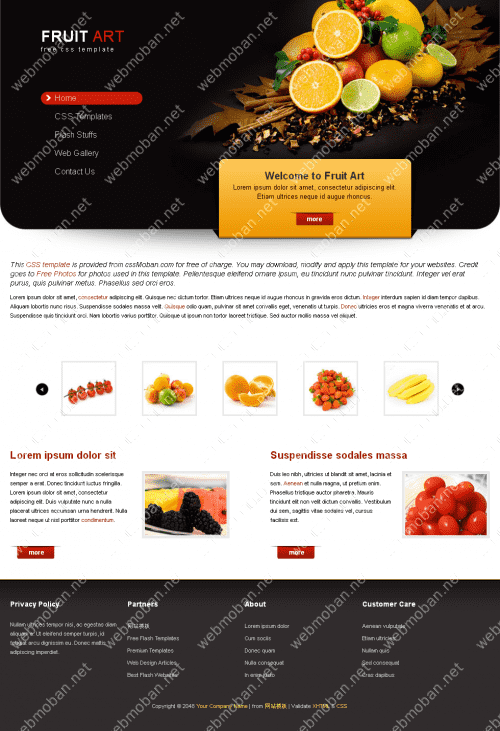 FRUIT ART
free css template
Home
CSS Templates
Flash Stuffs
Web Gallery
Contact Us
Welcome to Fruit Art
Lorem ipsum dolor sit amet, consectetur adipiscing elit.
Etiam ultrices neque id augue rhoncus.
more
This CSS template is provided from cssMoban.com for free of charge. You may download, modify and apply this template for your websites. Credit
goes to Free Photos for photos used in this template. Pellentesque eleifend ornare ipsum, eu tincidunt nunc pulvinar tincidunt. Integer vel erat
purus, quis pulvinar metus. Phasellus sed orci eros.
Lorem ipsum dolor sit amet, consectetur adipiscing elit. Quisque nec dictum tortor. Etiam ultrices neque id augue rhoncus in gravida eros dictum. Integer interdum sapien id diam tempor dapibus.
Aliquam lobortis nunc risus. Suspendisse sodales massa velit. Quisque odio quam, pulvinar sit amet convallis eget, venenatis ut turpis. Donec ultricies eros et magna viverra venenatis et at arcu.
Suspendisse quis tincidunt orci. Nam lobortis varius porttitor. Quisque ut ipsum non tortor laoreet tristique. Sed auctor mollis massa vel aliquet.
Lorem ipsum dolor sit
Integer nec orci at eros sollicitudin scelerisque
semper a erat. Donec tincidunt luctus fringilla.
Lorem ipsum dolor sit amet, consectetur
adipiscing elit. Duis vulputate nunc a nulla
placerat ultrices accumsan urna hendrerit. Nulla
laoreet neque ut nisl porttitor condimentum.
more
Suspendisse sodales massa
Duis leo nibh, ultricies ut blandit sit amet, lacinia et
sem. Aenean et nulla magna, ut pretium enim.
Phasellus tristique auctor pharetra. Mauris
tincidunt elit non velit dictum convallis. Vestibulum
dui sem, sagittis vitae sodales vel, cursus
facilisis est.
more
Privacy Policy
Nullam ultrices tempor nisi, ac egestas diam
aliquam a. Ut eleifend semper turpis, id
feugiat arcu dignissim eu. Donec mattis
adipiscing imperdiet.
Partners
网站模板
Free Flash Templates
Premium Templates
Web Design Articles
Best Flash Websites
About
Lorem ipsum dolor
Cum sociis
Donec quam
Nulla consequat
In enim justo
Customer Care
Aenean vulputate
Etiam ultricies
Nullam quis
Sed consequat
Cras dapibus
Copyright © 2048 Your Company Name | from 网站模板 | Validate XHTML & CSS
webmoban.net